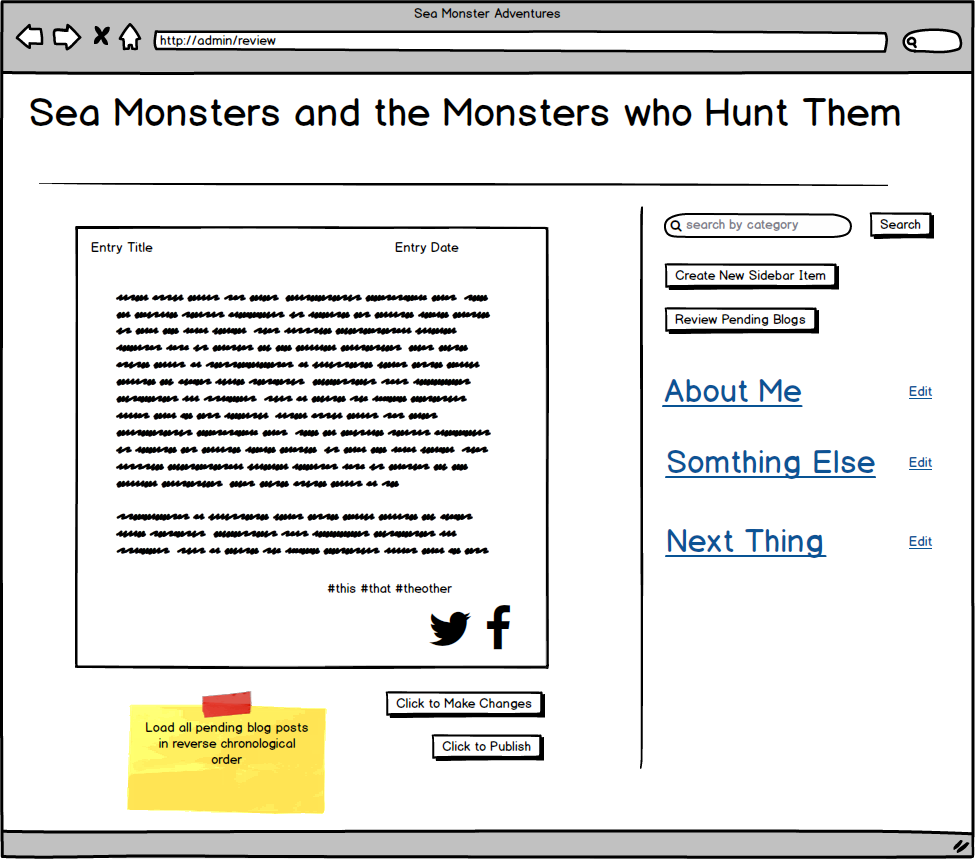 Sea Monster Adventures
http://admin/review
Sea Monsters and the Monsters who Hunt Them
Entry Title Entry Date
#this #that #theother
Click to Make Changes
Click to Publish
Load all pending blog posts
in reverse chronological
order
search by category Search
Create New Sidebar Item
Review Pending Blogs
About Me Edit
Somthing Else Edit
Next Thing Edit